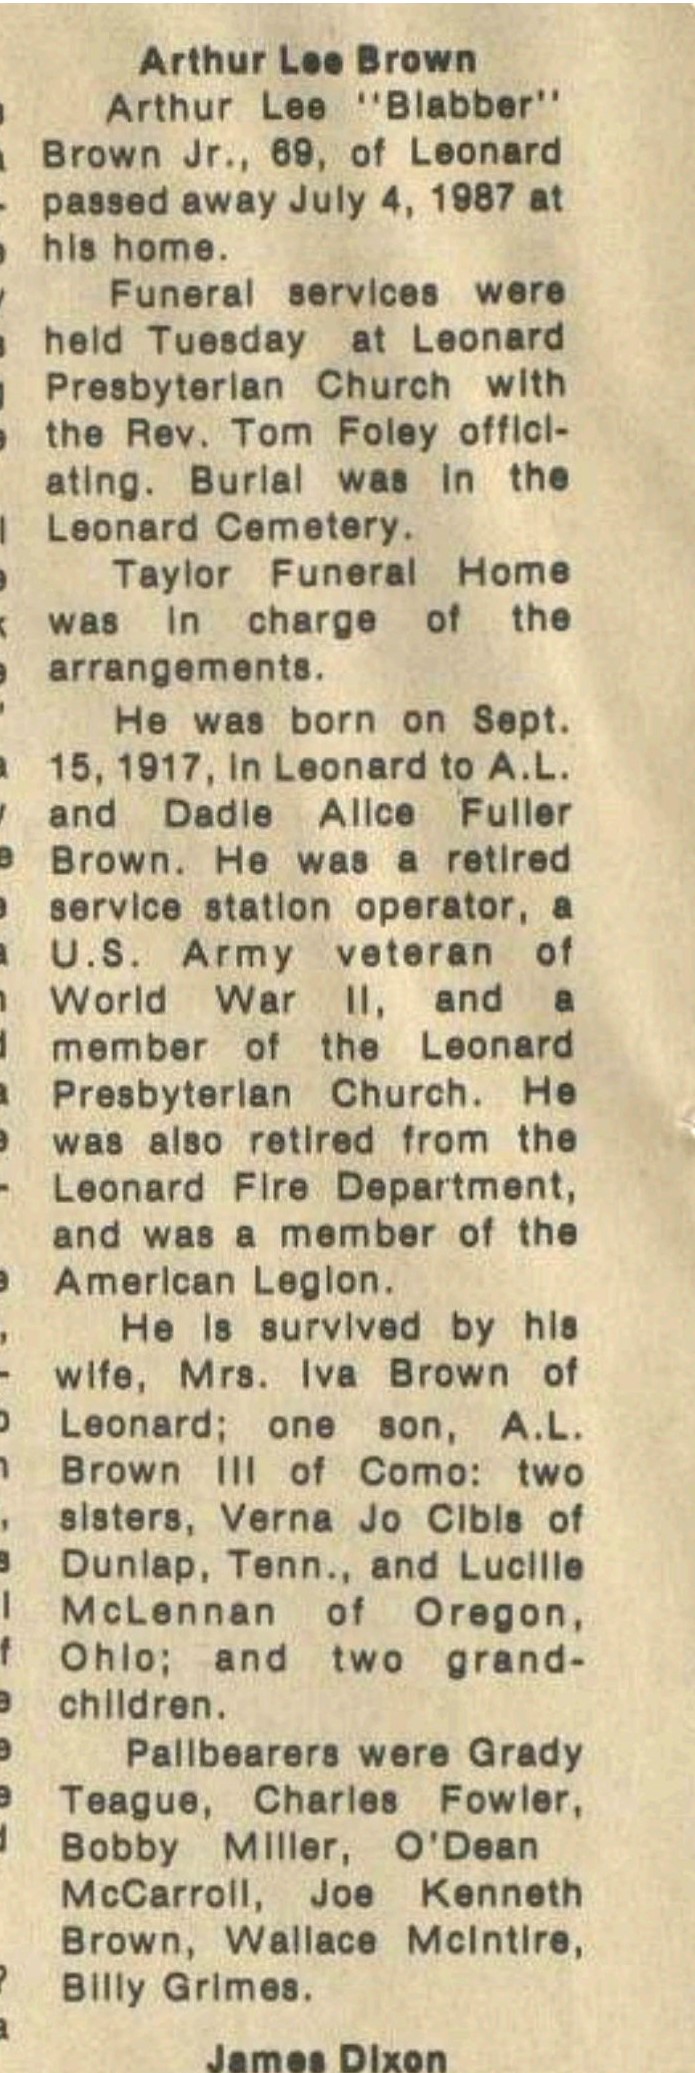 Arthur Lee Brown
Arthur Lee "Blabber"
Brown Jr., 69, of Leonard
passed away July 4, 1987 at
his home.
Funeral services were
held Tuesday at Leonard
Presbyterian Church with
the Rev. Tom Foley offici-
ating. Burial was in the
Leonard Cemetery.
Taylor Funeral Home
was in charge of the
arrangements.
He was born on Sept.
15, 1917, in Leonard to A.L.
and Dadie Alice Fuller
Brown. He was a retired
service station operator, a
U.S. Army veteran of
World War II, and a
member of the Leonard
Presbyterian Church. He
was also retired from the
Leonard Fire Department,
and was a member of the
American Legion.
He is survived by his
wife, Mrs. Iva Brown of
Leonard; one son, A.L.
Brown III of Como: two
sisters, Verna Jo Cibis of
Dunlap, Tenn., and Lucille
McLennan of Oregon,
Ohio; and two grand-
children.
Pallbearers were Grady
Teague, Charles Fowler,
Bobby Miller, O'Dean
McCarroll, Joe Kenneth
Brown, Wallace McIntire,
Billy Grimes.
James Dixon